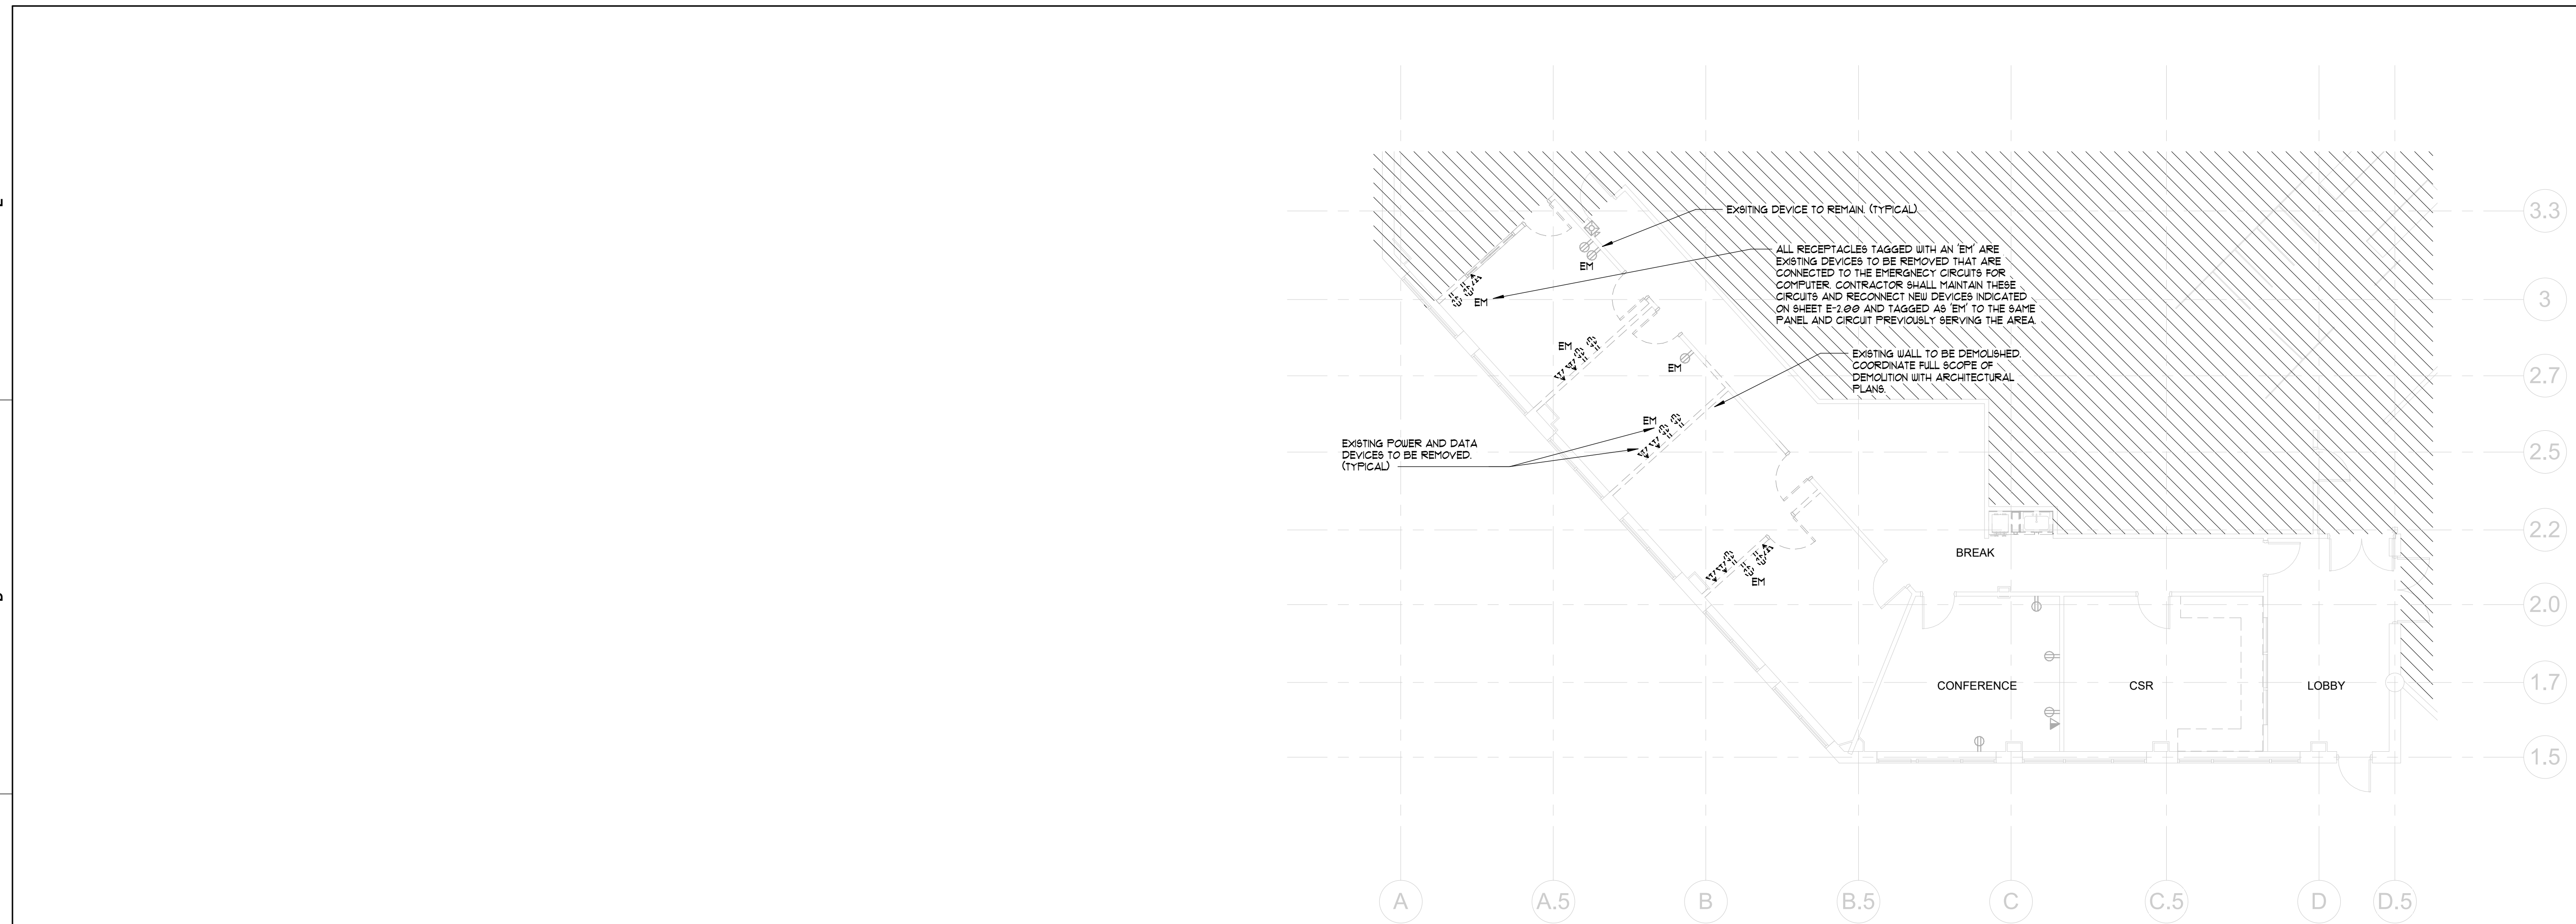 EXSITING DEVICE TO REMAIN. (TYPICAL)
ALL RECEPTACLES TAGGED WITH AN 'EM' ARE
EXISTING DEVICES TO BE REMOVED THAT ARE
CONNECTED TO THE EMERGNECY CIRCUITS FOR
COMPUTER. CONTRACTOR SHALL MAINTAIN THESE
CIRCUITS AND RECONNECT NEW DEVICES INDICATED
ON SHEET E-2.00 AND TAGGED AS 'EM' TO THE SAME
PANEL AND CIRCUIT PREVIOUSLY SERVING THE AREA.
EM
EM
EXISTING WALL TO BE DEMOLISHED.
COORDINATE FULL SCOPE OF
DEMOLITION WITH ARCHITECTURAL
PLANS.
EM
EM
EM
EXISTING POWER AND DATA
DEVICES TO BE REMOVED.
(TYPICAL)
EM
BREAK
CONFERENCE
CSR
LOBBY
3.3
3
2.7
2.5
2.2
2.0
1.7
1.5
A
A.5
B
B.5
C
C.5
D
D.5